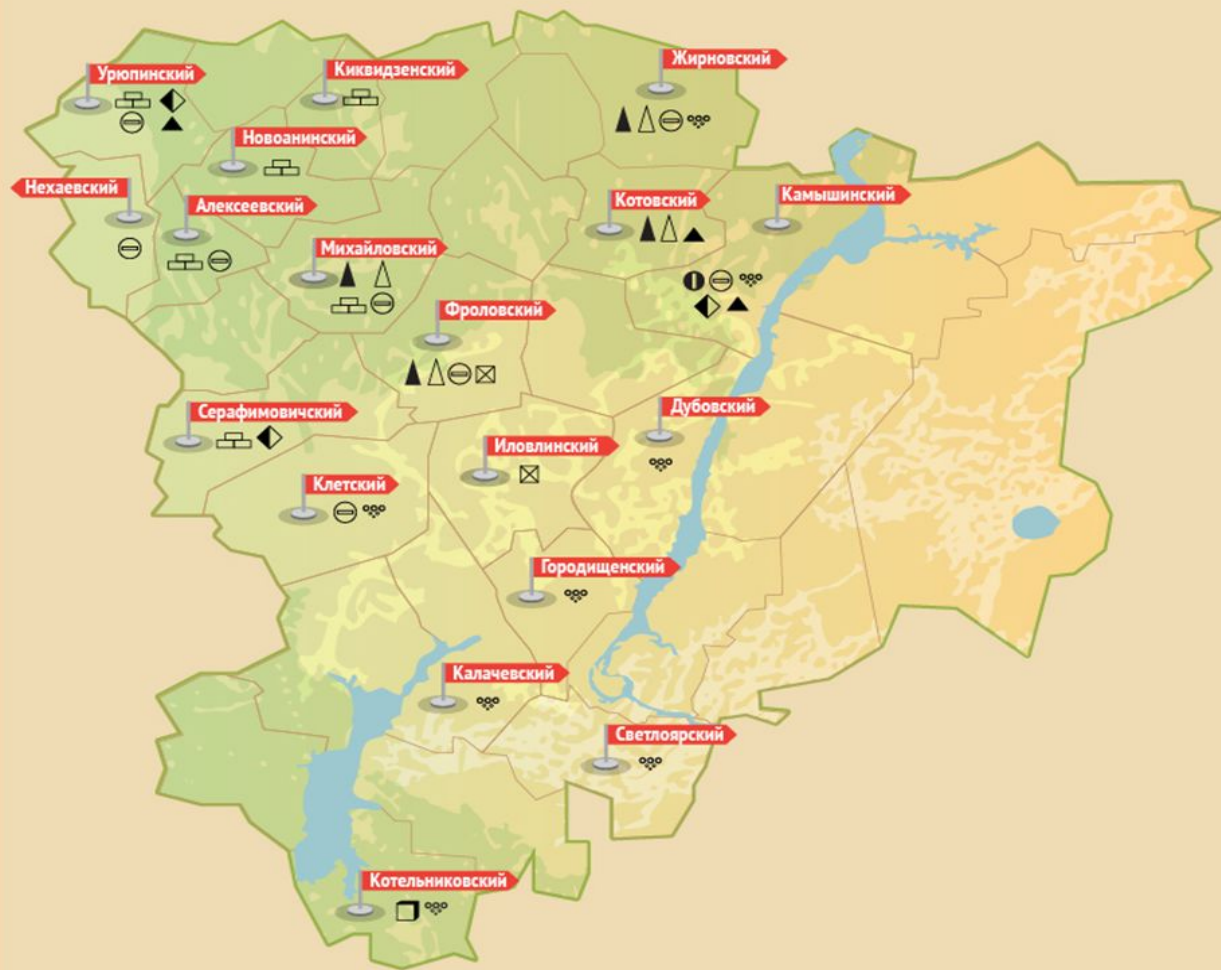 Жирновский
Урюпинский
Киквидзенский
Новоанинский
Нехаевский
Алексеевский
Котовский
Камышинский
Михайловский
Фроловский
Серафимовичский
Дубовский
Иловлинский
Клетский
Городищенский
Калачевский
Светлоярский
Котельниковский